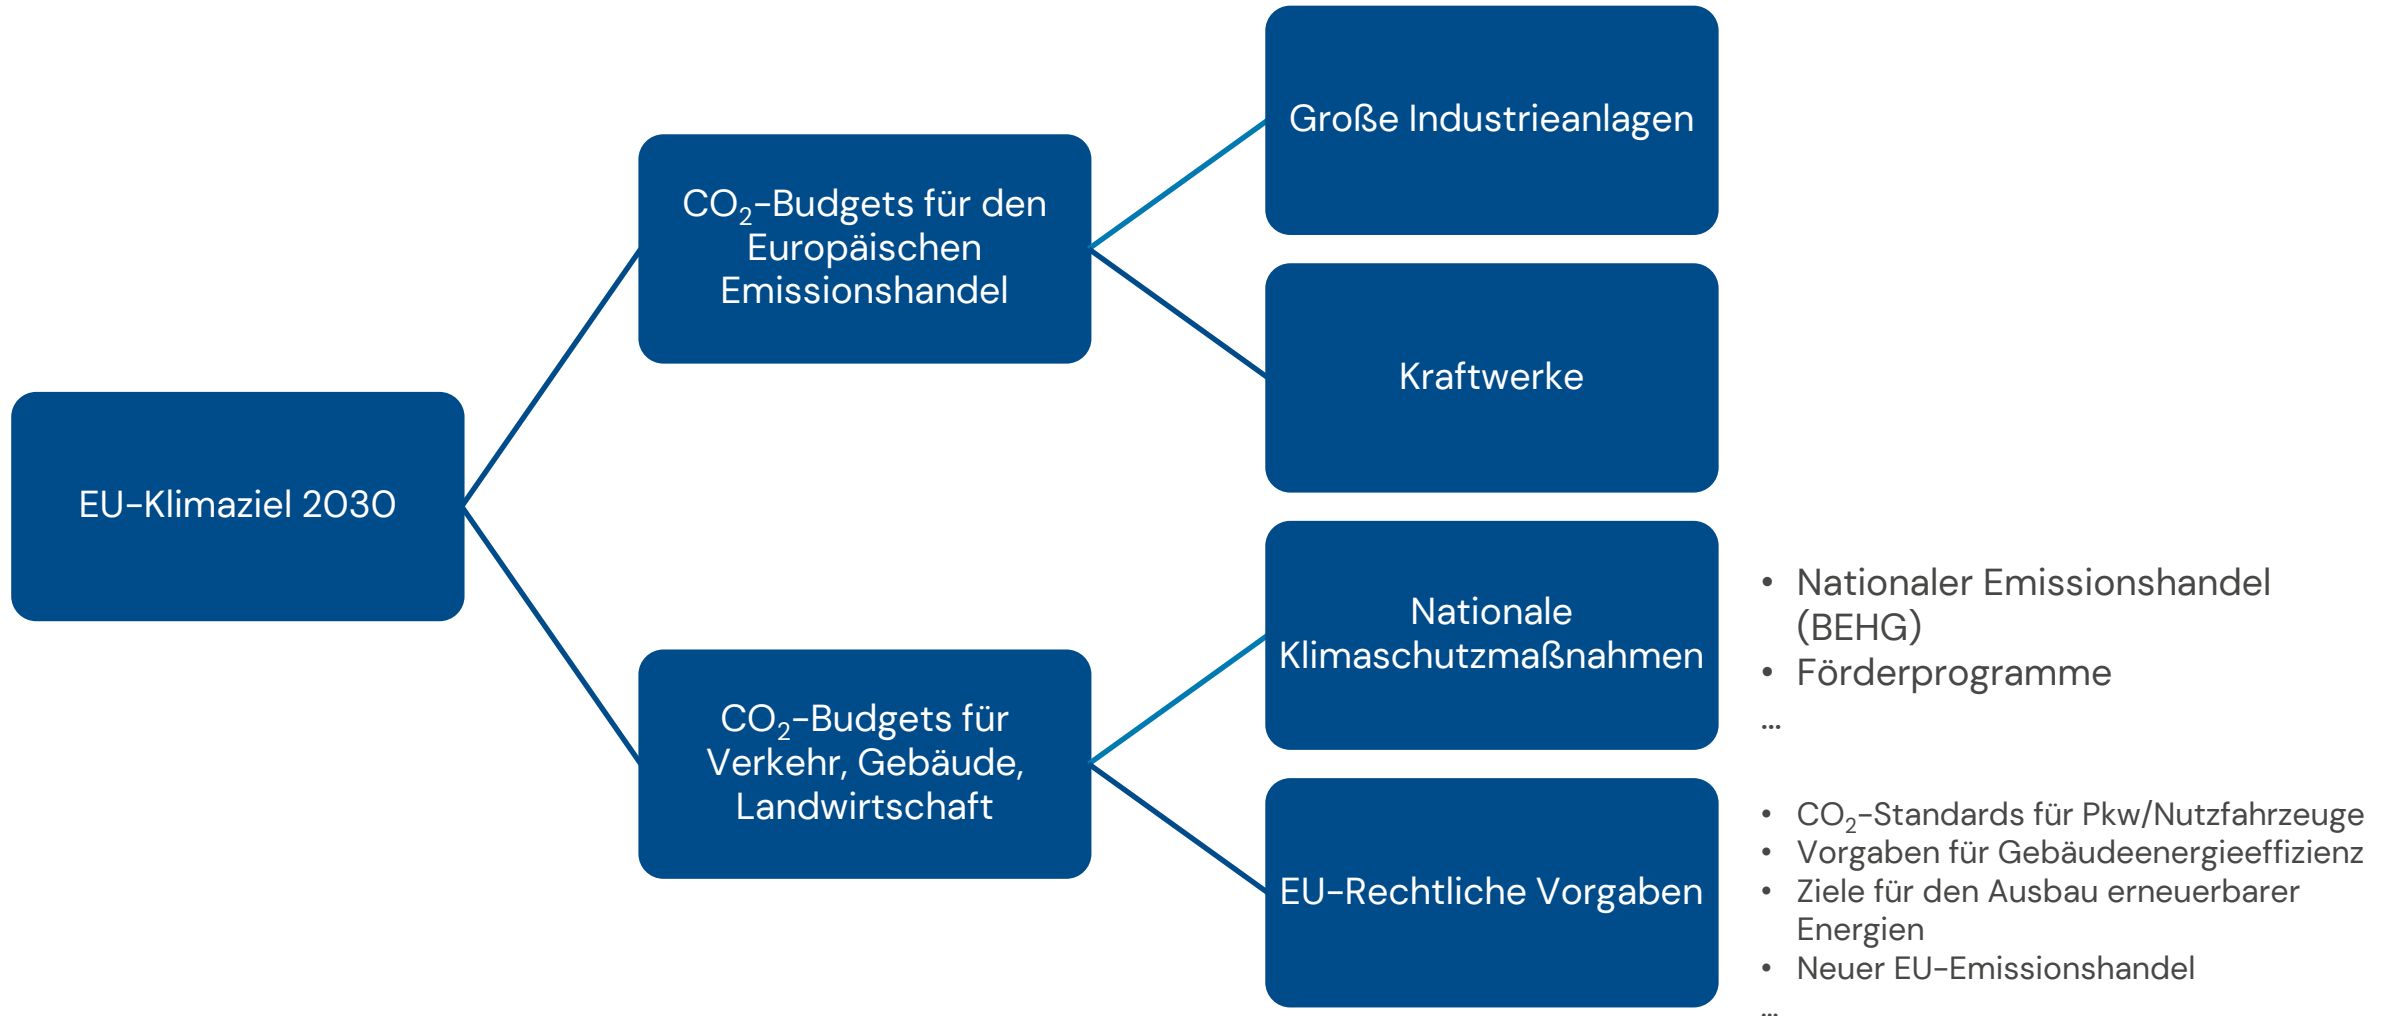 EU-Klimaziel 2030
CO₂-Budgets für den
Europäischen
Emissionshandel
Große Industrieanlagen
Kraftwerke
CO₂-Budgets für
Verkehr, Gebäude,
Landwirtschaft
Nationale
Klimaschutzmaßnahmen
• Nationaler Emissionshandel
(BEHG)
• Förderprogramme
...
EU-Rechtliche Vorgaben
• CO₂-Standards für Pkw/Nutzfahrzeuge
• Vorgaben für Gebäudeenergieeffizienz
• Ziele für den Ausbau erneuerbarer
Energien
• Neuer EU-Emissionshandel
...